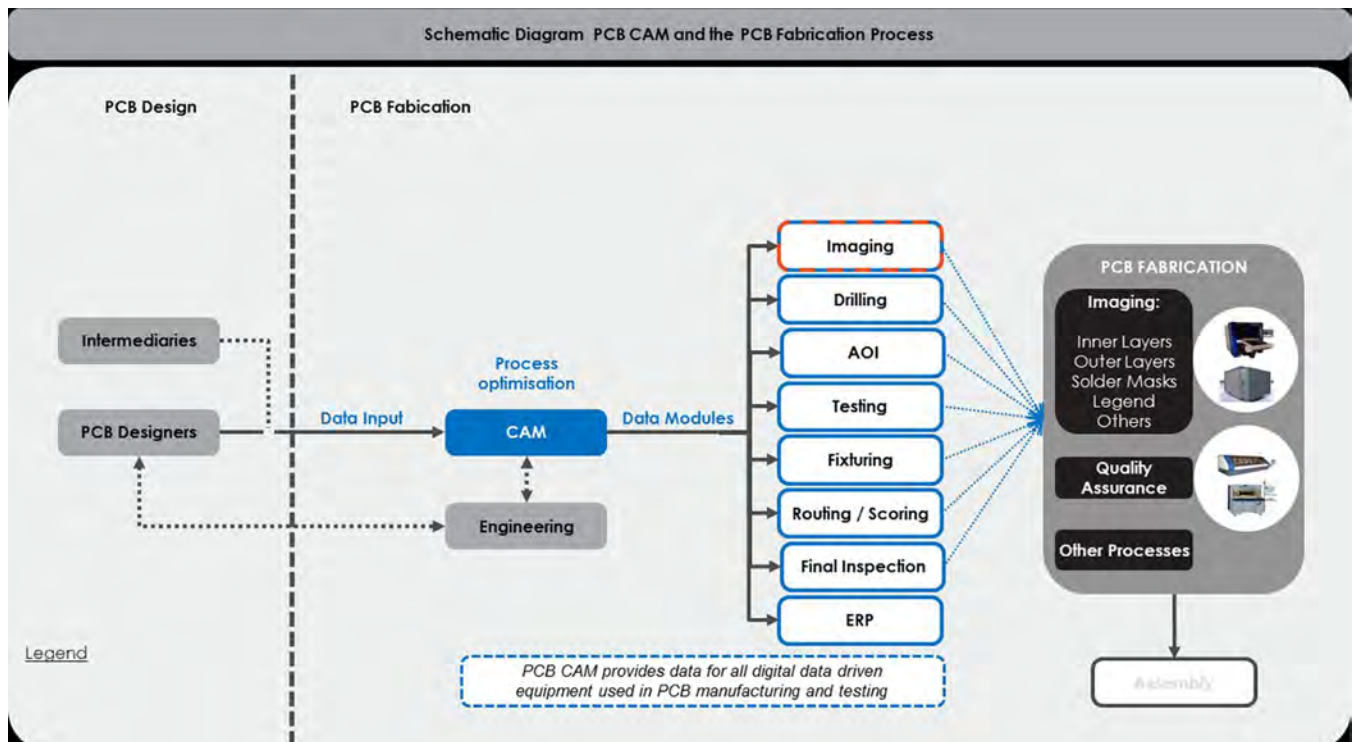 Schematic Diagram PCB CAM and the PCB Fabrication Process
PCB Design
PCB Fabication
Intermediaries
PCB Designers
Data Input
Process
optimisation
CAM
Engineering
Data Modules
Imaging
Drilling
AOI
Testing
Fixturing
Routing / Scoring
Final Inspection
ERP
PCB FABRICATION
Imaging:
Inner Layers
Outer Layers
Solder Masks
Legend
Others
Quality
Assurance
Other Processes
Assembly
Legend
PCB CAM provides data for all digital data driven
equipment used in PCB manufacturing and testing